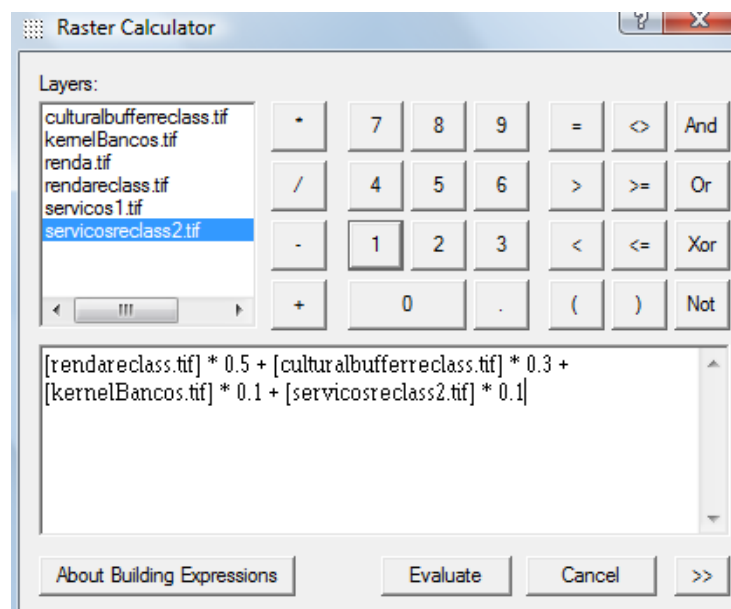 Raster Calculator
?
X
Layers:
culturalbufferreclass.tif
kernelBancos.tif
renda.tif
rendareclass.tif
servicos1.tif
servicosreclass2.tif
* 7 8 9 = <> And
/ 4 5 6 > >= Or
- 1 2 3 < <= Xor
+ 0 . ( ) Not
[rendareclass.tif] * 0.5 + [culturalbufferreclass.tif] * 0.3 +
[kernelBancos.tif] * 0.1 + [servicosreclass2.tif] * 0.1
About Building Expressions Evaluate Cancel >>